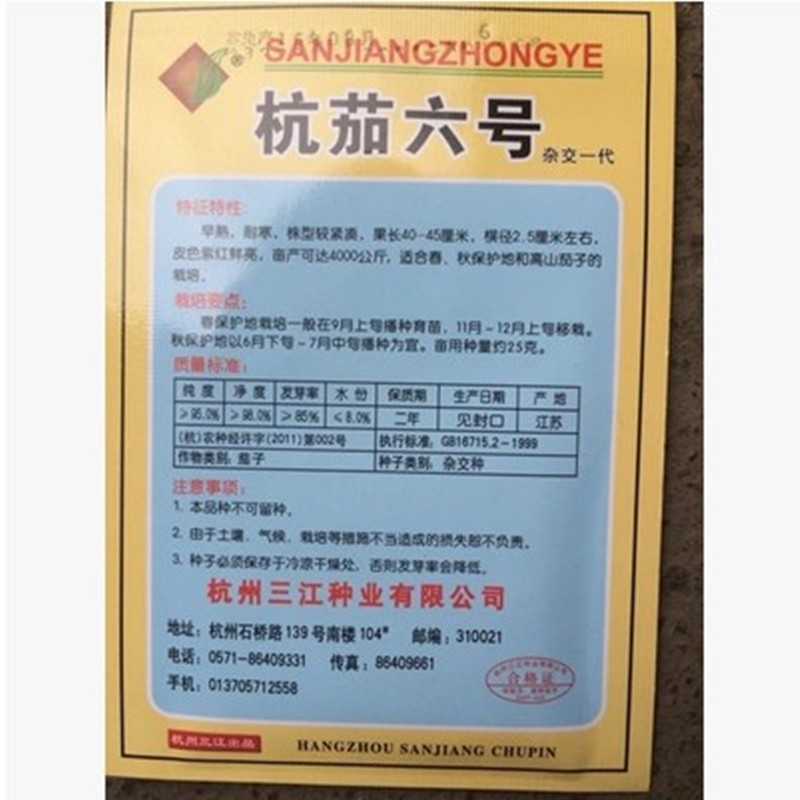 SANJIANGZHONGYE
杭茄六号
杂交一代
特征特性:
早熟，耐寒，株型较紧凑，果长40-45厘米，横径2.5厘米左右，
皮色紫红鲜亮，亩产可达4000公斤，适合春、秋保护地和高山茄子的
栽培。
栽培要点:
春保护地栽培一般在9月上旬播种育苗，11月-12月上旬移栽。
秋保护地以6月下旬-7月中旬播种为宜。亩用种量约25克。
质量标准:
纯度 净度 发芽率 水份 保质期 生产日期 产地
≥95.0% ≥98.0% ≥85% ≤8.0% 二年 见封口 江苏
(杭)农种经许字(2011)第002号 执行标准: GB16715.2-1999
作物类别: 茄子 种子类别: 杂交种
注意事项:
1. 本品种不可留种。
2. 由于土壤、气候、栽培等措施不当造成的损失恕不负责。
3. 种子必须保存于冷凉干燥处，否则发芽率会降低。
杭州三江种业有限公司
地址: 杭州石桥路139号南楼104# 邮编: 310021
电话: 0571-86409331 传真: 86409661
手机: 013705712558
合格证
杭州三江出品
HANGZHOU SANJIANG CHUPIN